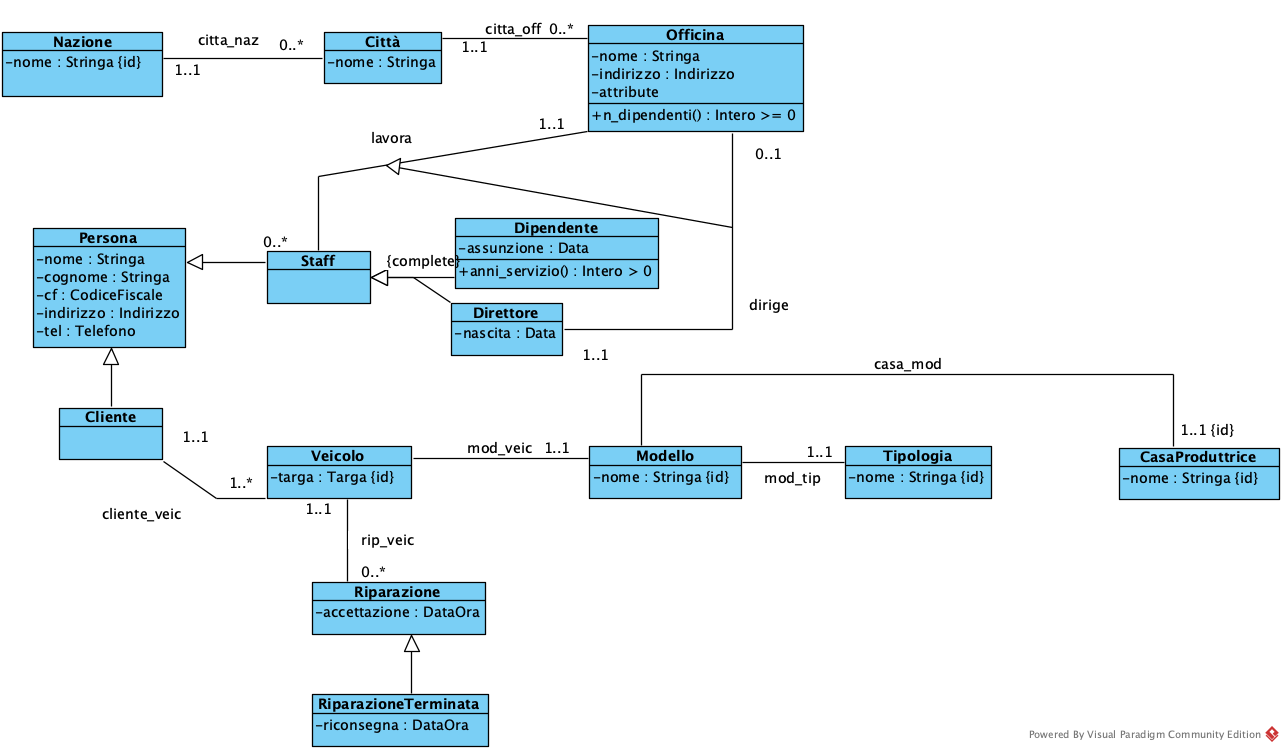 Nazione
-nome : Stringa {id}
citta_naz
0..*
1..1
Città
-nome : Stringa
citta_off 0..*
1..1
Officina
-nome : Stringa
-indirizzo : Indirizzo
-attribute
+n_dipendenti() : Intero >= 0
1..1
lavora
0..1
Persona
-nome : Stringa
-cognome : Stringa
-cf : CodiceFiscale
-indirizzo : Indirizzo
-tel : Telefono
0..*
Staff
{complete}
Dipendente
-assunzione : Data
+anni_servizio() : Intero > 0
Direttore
-nascita : Data
dirige
1..1
casa_mod
Cliente
1..1
1..*
cliente_veic
Veicolo
-targa : Targa {id}
1..1
mod_veic 1..1
Modello
-nome : Stringa {id}
1..1
mod_tip
Tipologia
-nome : Stringa {id}
1..1 {id}
CasaProduttrice
-nome : Stringa {id}
rip_veic
0..*
Riparazione
-accettazione : DataOra
RiparazioneTerminata
-riconsegna : DataOra
Powered By Visual Paradigm Community Edition